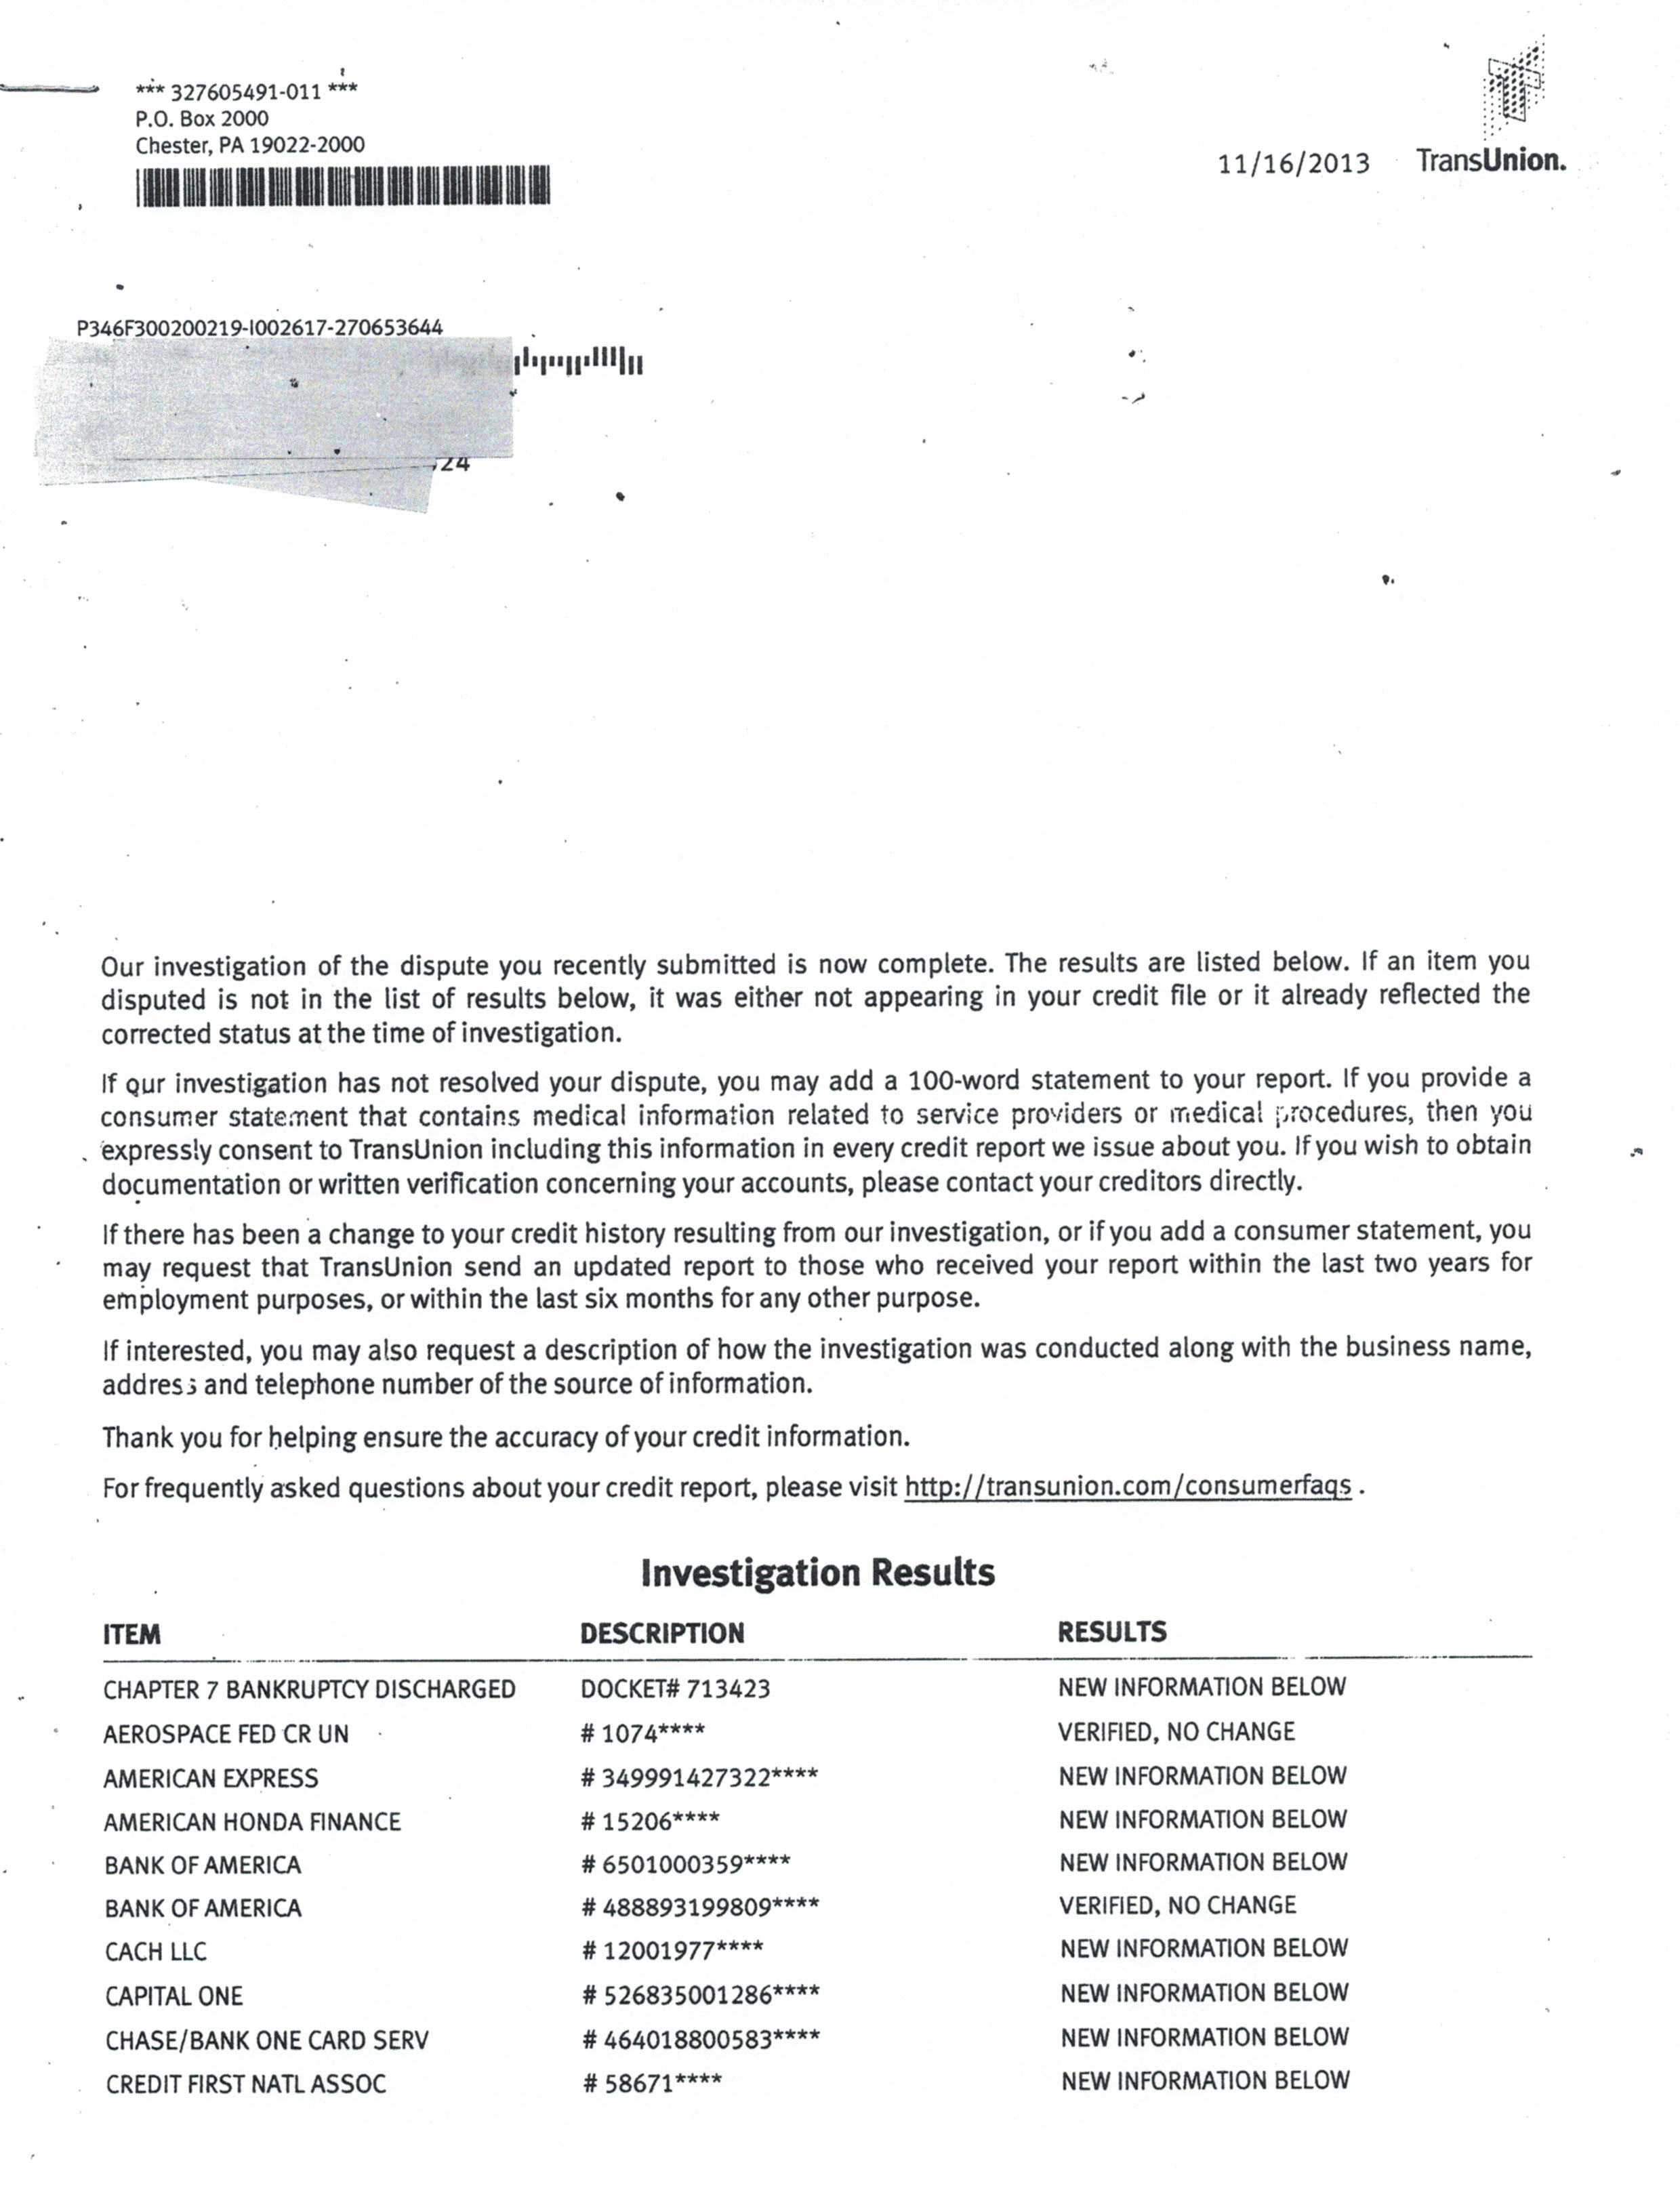 *** 327605491-011 ***
P.O. Box 2000
Chester, PA 19022-2000
11/16/2013 TransUnion.
P346F300200219-I002617-270653644
24
Our investigation of the dispute you recently submitted is now complete. The results are listed below. If an item you
disputed is not in the list of results below, it was either not appearing in your credit file or it already reflected the
corrected status at the time of investigation.
If our investigation has not resolved your dispute, you may add a 100-word statement to your report. If you provide a
consumer statement that contains medical information related to service providers or medical procedures, then you
expressly consent to TransUnion including this information in every credit report we issue about you. If you wish to obtain
documentation or written verification concerning your accounts, please contact your creditors directly.
If there has been a change to your credit history resulting from our investigation, or if you add a consumer statement, you
may request that TransUnion send an updated report to those who received your report within the last two years for
employment purposes, or within the last six months for any other purpose.
If interested, you may also request a description of how the investigation was conducted along with the business name,
address and telephone number of the source of information.
Thank you for helping ensure the accuracy of your credit information.
For frequently asked questions about your credit report, please visit http://transunion.com/consumerfaqs .
Investigation Results
ITEM DESCRIPTION RESULTS
CHAPTER 7 BANKRUPTCY DISCHARGED DOCKET# 713423 NEW INFORMATION BELOW
AEROSPACE FED CR UN # 1074**** VERIFIED, NO CHANGE
AMERICAN EXPRESS # 349991427322**** NEW INFORMATION BELOW
AMERICAN HONDA FINANCE # 15206**** NEW INFORMATION BELOW
BANK OF AMERICA # 6501000359**** NEW INFORMATION BELOW
BANK OF AMERICA # 488893199809**** VERIFIED, NO CHANGE
CACH LLC # 12001977**** NEW INFORMATION BELOW
CAPITAL ONE # 526835001286**** NEW INFORMATION BELOW
CHASE/BANK ONE CARD SERV # 464018800583**** NEW INFORMATION BELOW
CREDIT FIRST NATL ASSOC # 58671**** NEW INFORMATION BELOW